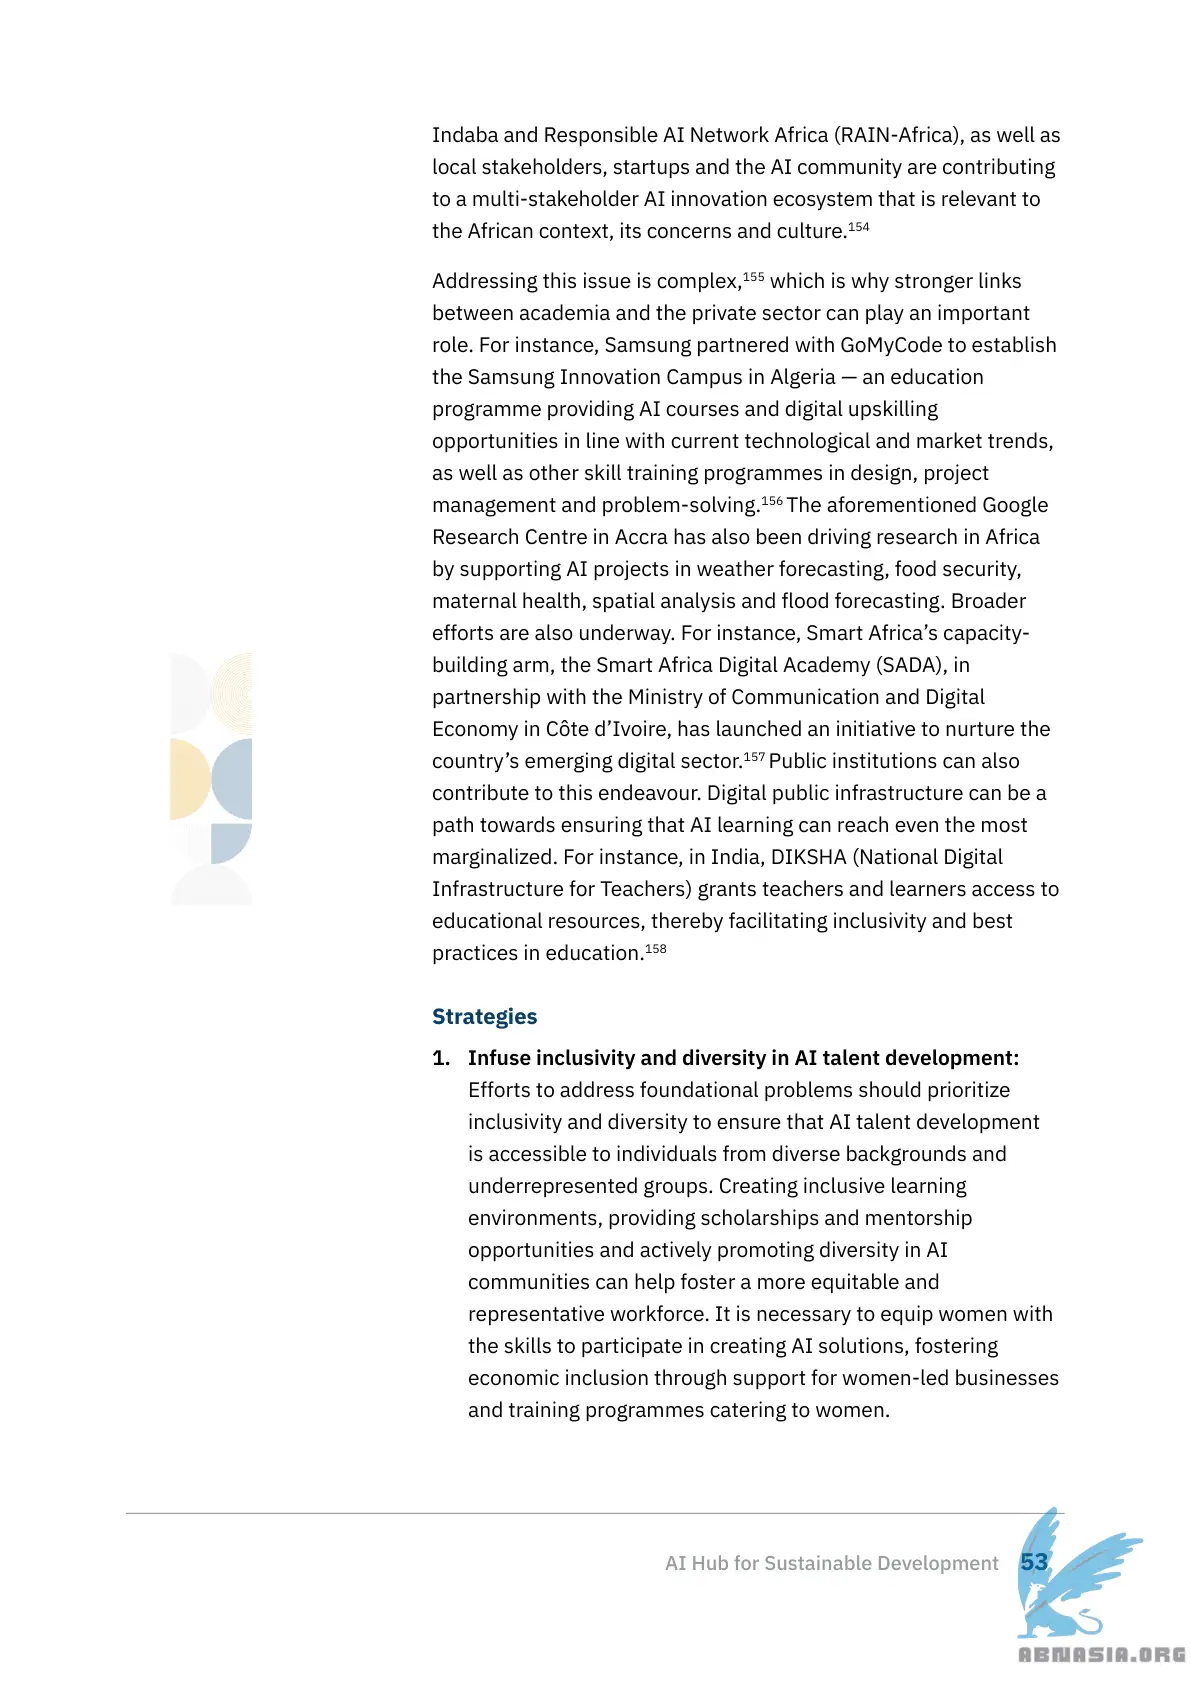 Indaba and Responsible AI Network Africa (RAIN-Africa), as well as
local stakeholders, startups and the AI community are contributing
to a multi-stakeholder AI innovation ecosystem that is relevant to
the African context, its concerns and culture.154
Addressing this issue is complex,155 which is why stronger links
between academia and the private sector can play an important
role. For instance, Samsung partnered with GoMyCode to establish
the Samsung Innovation Campus in Algeria — an education
programme providing AI courses and digital upskilling
opportunities in line with current technological and market trends,
as well as other skill training programmes in design, project
management and problem-solving.156 The aforementioned Google
Research Centre in Accra has also been driving research in Africa
by supporting AI projects in weather forecasting, food security,
maternal health, spatial analysis and flood forecasting. Broader
efforts are also underway. For instance, Smart Africa’s capacity-
building arm, the Smart Africa Digital Academy (SADA), in
partnership with the Ministry of Communication and Digital
Economy in Côte d’Ivoire, has launched an initiative to nurture the
country’s emerging digital sector.157 Public institutions can also
contribute to this endeavour. Digital public infrastructure can be a
path towards ensuring that AI learning can reach even the most
marginalized. For instance, in India, DIKSHA (National Digital
Infrastructure for Teachers) grants teachers and learners access to
educational resources, thereby facilitating inclusivity and best
practices in education.158
Strategies
1. Infuse inclusivity and diversity in AI talent development:
Efforts to address foundational problems should prioritize
inclusivity and diversity to ensure that AI talent development
is accessible to individuals from diverse backgrounds and
underrepresented groups. Creating inclusive learning
environments, providing scholarships and mentorship
opportunities and actively promoting diversity in AI
communities can help foster a more equitable and
representative workforce. It is necessary to equip women with
the skills to participate in creating AI solutions, fostering
economic inclusion through support for women-led businesses
and training programmes catering to women.
AI Hub for Sustainable Development 53
ABNASIA.ORG